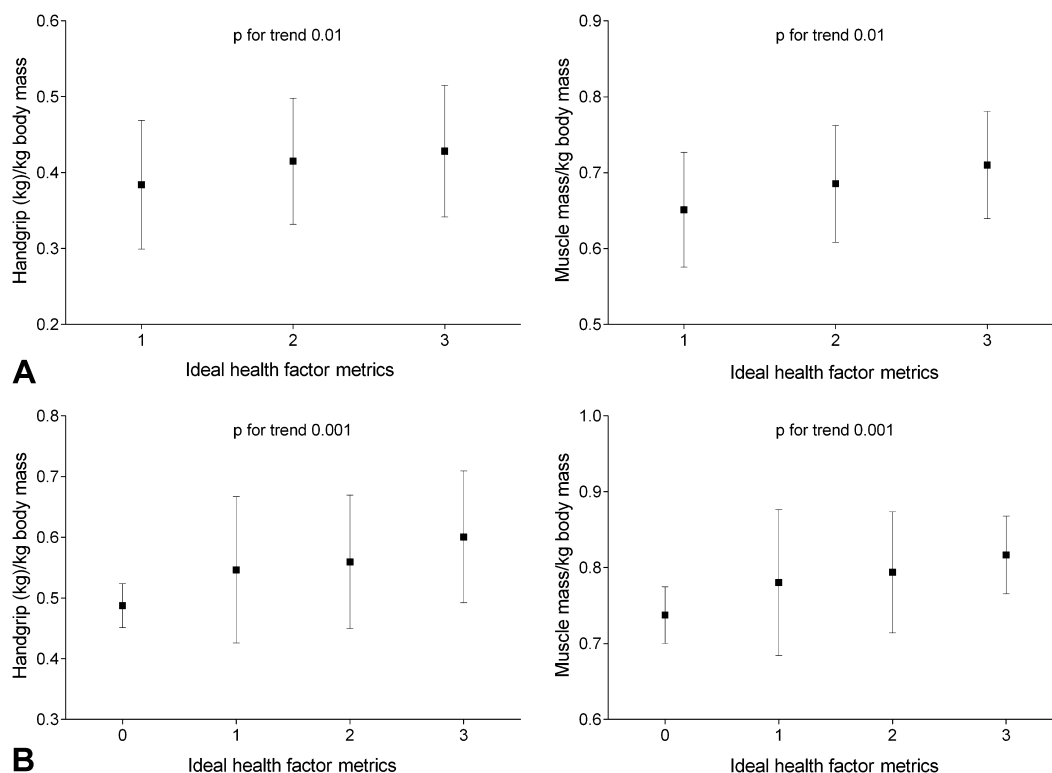 p for trend 0.01
Handgrip (kg)/kg body mass
0.6
0.5
0.4
0.3
0.2
1 2 3
Ideal health factor metrics
p for trend 0.01
Muscle mass/kg body mass
0.9
0.8
0.7
0.6
0.5
1 2 3
Ideal health factor metrics
A
p for trend 0.001
Handgrip (kg)/kg body mass
0.8
0.7
0.6
0.5
0.4
0.3
0 1 2 3
Ideal health factor metrics
p for trend 0.001
Muscle mass/kg body mass
1.0
0.9
0.8
0.7
0.6
0 1 2 3
Ideal health factor metrics
B